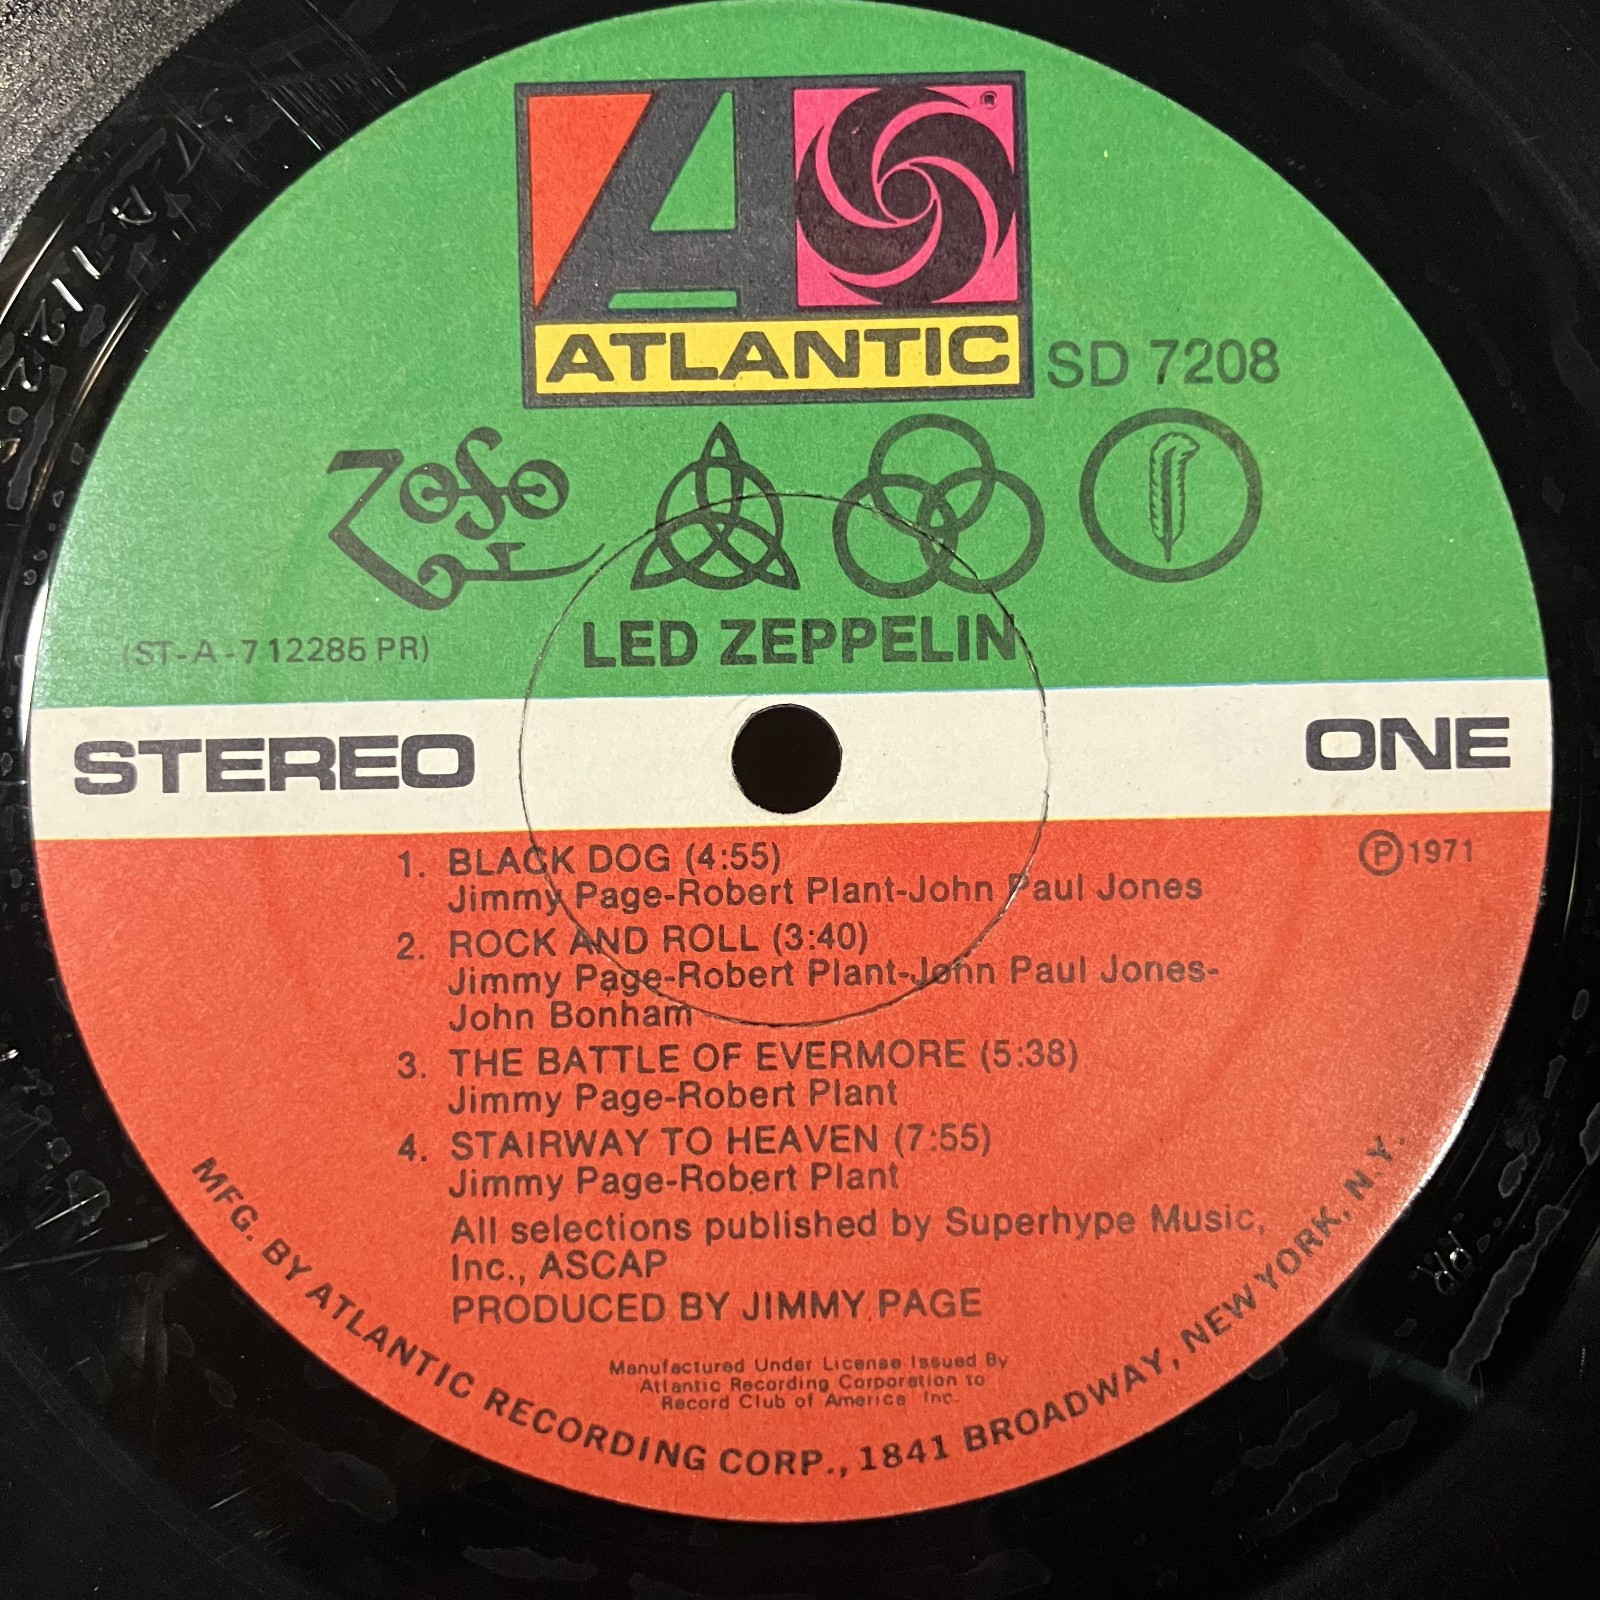 ATLANTIC
SD 7208
LED ZEPPELIN
(ST-A-712285 PR)
STEREO
ONE
Ⓟ1971
1. BLACK DOG (4:55)
Jimmy Page-Robert Plant-John Paul Jones
2. ROCK AND ROLL (3:40)
Jimmy Page-Robert Plant-John Paul Jones-
John Bonham
3. THE BATTLE OF EVERMORE (5:38)
Jimmy Page-Robert Plant
4. STAIRWAY TO HEAVEN (7:55)
Jimmy Page-Robert Plant
All selections published by Superhype Music,
Inc., ASCAP
PRODUCED BY JIMMY PAGE
Manufactured Under License Issued By
Atlantic Recording Corporation to
Record Club of America Inc.
MFG. BY ATLANTIC RECORDING CORP., 1841 BROADWAY, NEW YORK, N.Y.
PR